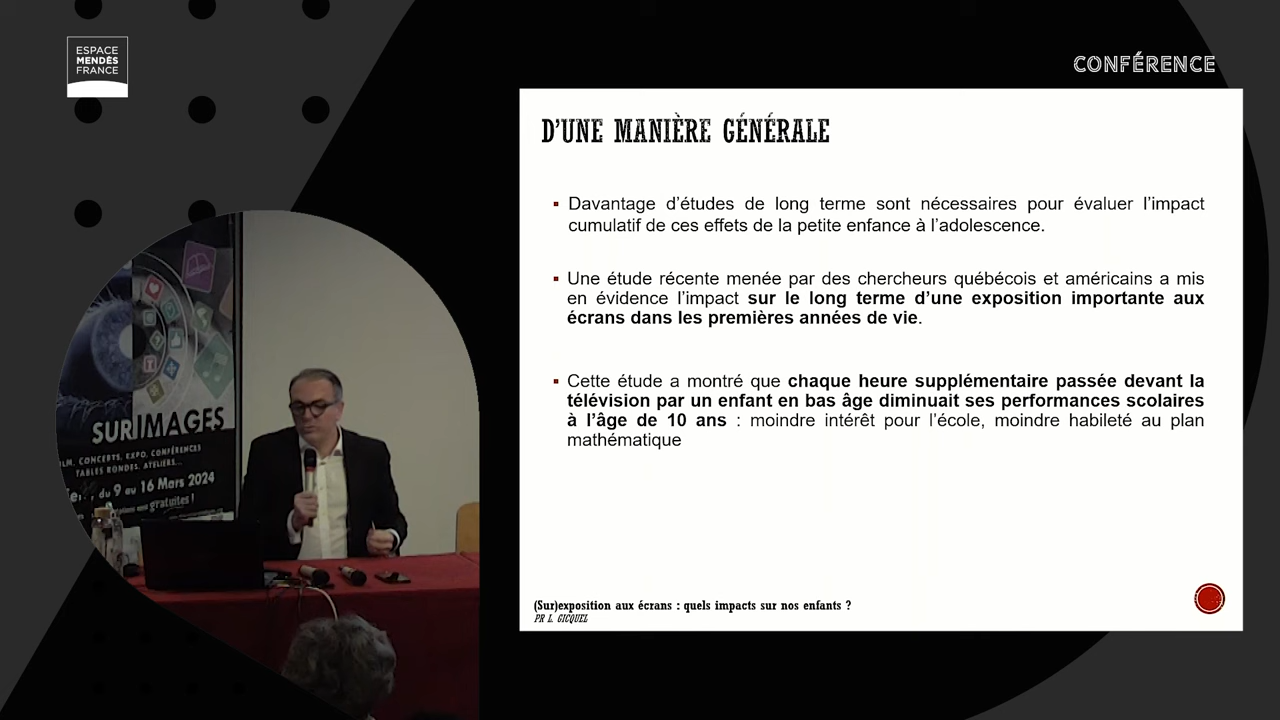 ESPACE
MENDÈS
FRANCE
CONFÉRENCE
D'UNE MANIÈRE GÉNÉRALE
Davantage d'études de long terme sont nécessaires pour évaluer l'impact
cumulatif de ces effets de la petite enfance à l'adolescence.
Une étude récente menée par des chercheurs québécois et américains a mis
en évidence l'impact sur le long terme d'une exposition importante aux
écrans dans les premières années de vie.
Cette étude a montré que chaque heure supplémentaire passée devant la
télévision par un enfant en bas âge diminuait ses performances scolaires
à l'âge de 10 ans : moindre intérêt pour l'école, moindre habileté au plan
mathématique
(Sur)exposition aux écrans : quels impacts sur nos enfants ?
PR L. GICQUEL
SUR IMAGES
CONCERTS, EXPO, CONFÉRENCES
TABLES RONDES, ATELIERS...
du 9 au 16 Mars 2024
gratuites !